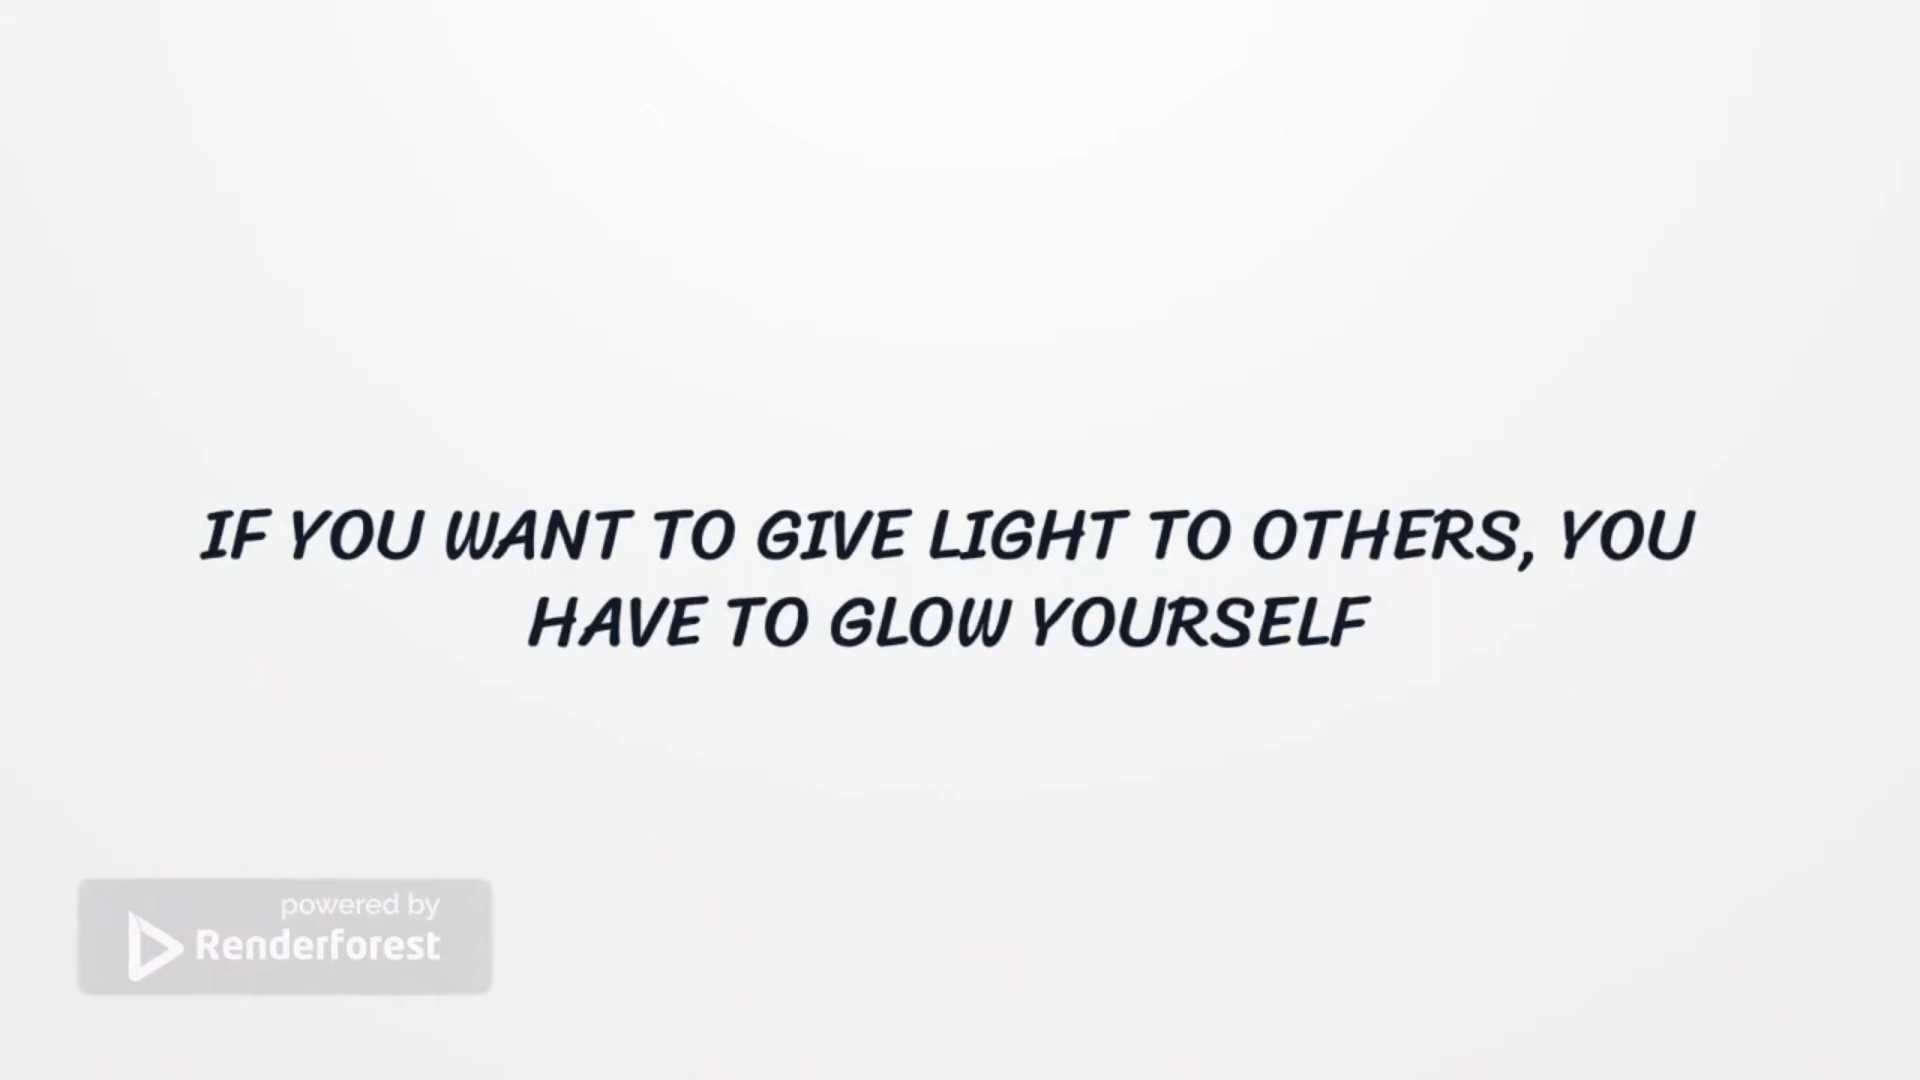 IF YOU WANT TO GIVE LIGHT TO OTHERS, YOU
HAVE TO GLOW YOURSELF
powered by
Renderforest